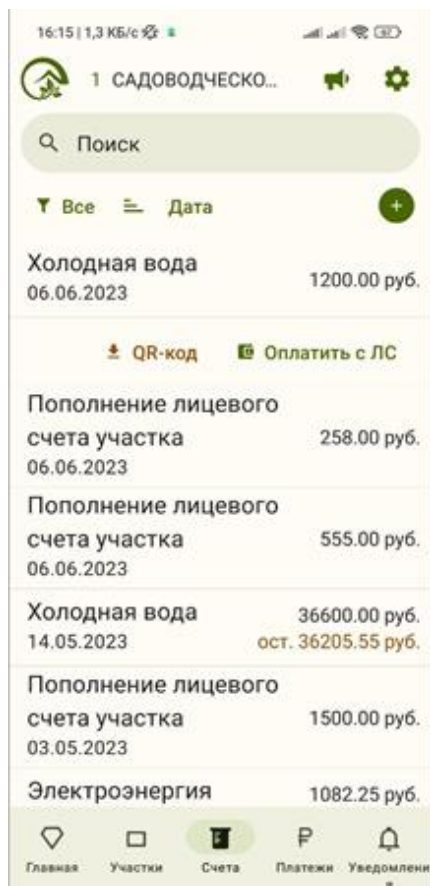 16:15 | 1,3 КБ/с
67
1 САДОВОДЧЕСКО...
Поиск
Все Дата
Холодная вода
06.06.2023
1200.00 руб.
QR-код Оплатить с ЛС
Пополнение лицевого
счета участка
06.06.2023
258.00 руб.
Пополнение лицевого
счета участка
06.06.2023
555.00 руб.
Холодная вода
14.05.2023
36600.00 руб.
ост. 36205.55 руб.
Пополнение лицевого
счета участка
03.05.2023
1500.00 руб.
Электроэнергия
1082.25 руб.
Главная Участки Счета Платежи Уведомлени
я